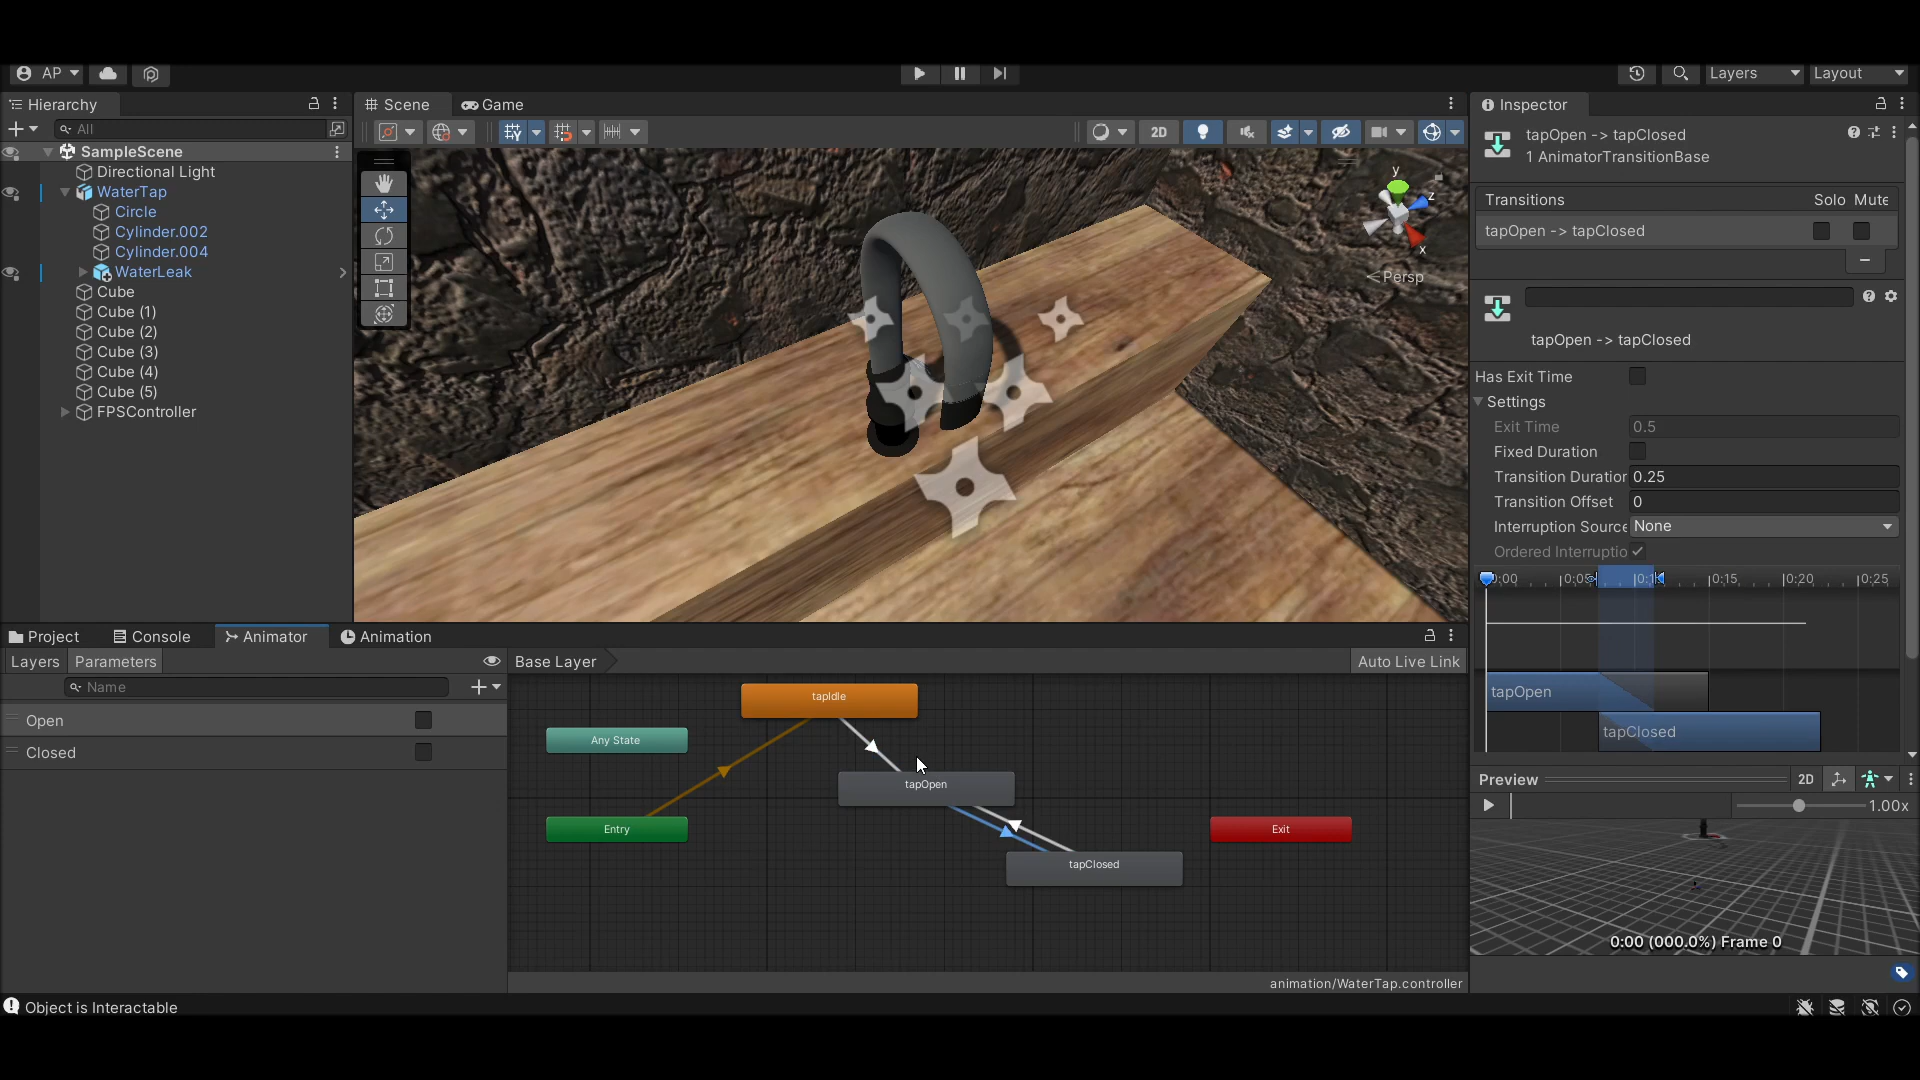 AP
Layers
Layout
Hierarchy
Scene
Game
Inspector
All
2D
SampleScene
Directional Light
WaterTap
Circle
Cylinder.002
Cylinder.004
WaterLeak
Cube
Cube (1)
Cube (2)
Cube (3)
Cube (4)
Cube (5)
FPSController
y
z
x
Persp
tapOpen -> tapClosed
1 AnimatorTransitionBase
Transitions
Solo
Mute
tapOpen -> tapClosed
tapOpen -> tapClosed
Has Exit Time
Settings
Exit Time
0.5
Fixed Duration
Transition Duration
0.25
Transition Offset
0
Interruption Source
None
Ordered Interruptio
0:00
0:05
0:1
0:15
0:20
0:25
tapOpen
tapClosed
Preview
2D
1.00x
0:00 (000.0%) Frame 0
Project
Console
Animator
Animation
Layers
Parameters
Base Layer
Auto Live Link
Name
Open
Closed
tapIdle
Any State
tapOpen
Entry
Exit
tapClosed
animation/WaterTap.controller
Object is Interactable